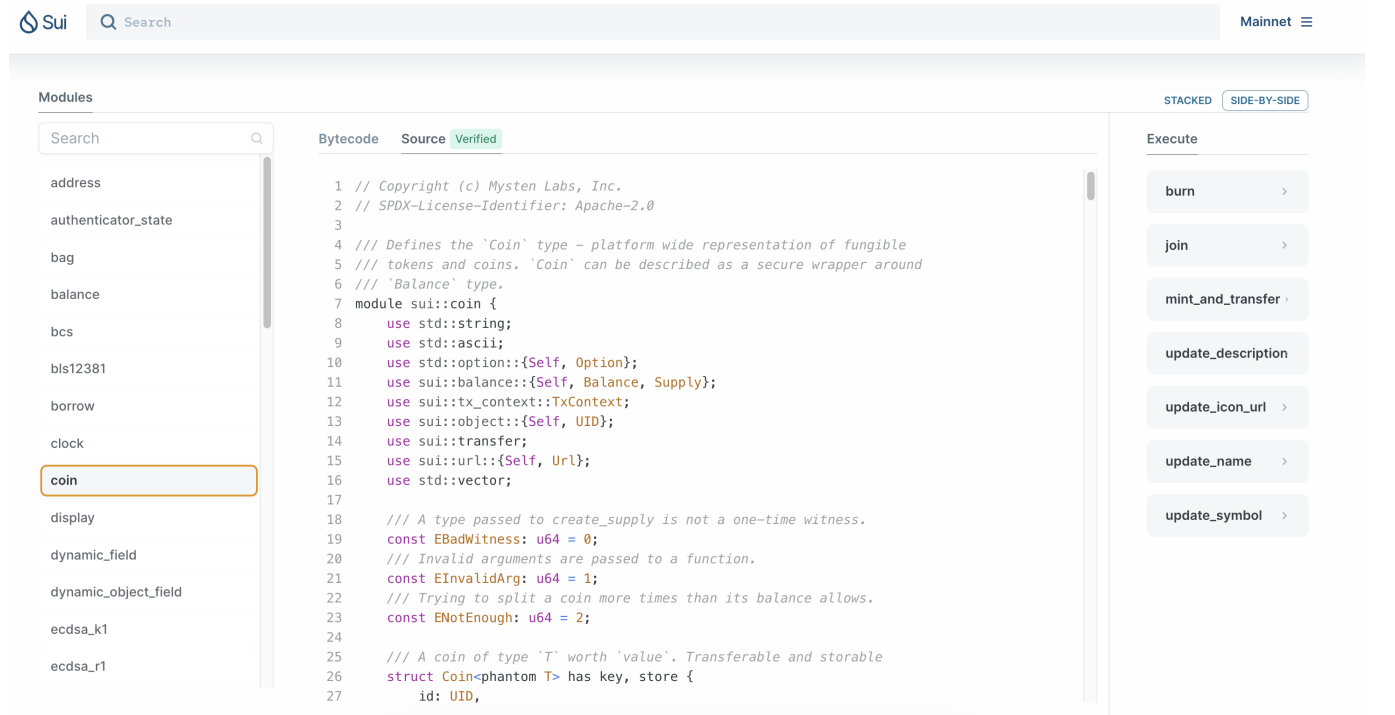 Sui
Search
Mainnet
Modules
STACKED
SIDE-BY-SIDE
Search
address
authenticator_state
bag
balance
bcs
bls12381
borrow
clock
coin
display
dynamic_field
dynamic_object_field
ecdsa_k1
ecdsa_r1
Bytecode Source Verified
1 // Copyright (c) Mysten Labs, Inc.
2 // SPDX-License-Identifier: Apache-2.0
3
4 /// Defines the `Coin` type - platform wide representation of fungible
5 /// tokens and coins. `Coin` can be described as a secure wrapper around
6 /// `Balance` type.
7 module sui::coin {
8     use std::string;
9     use std::ascii;
10     use std::option::{Self, Option};
11     use sui::balance::{Self, Balance, Supply};
12     use sui::tx_context::TxContext;
13     use sui::object::{Self, UID};
14     use sui::transfer;
15     use sui::url::{Self, Url};
16     use std::vector;
17
18     /// A type passed to create_supply is not a one-time witness.
19     const EBadWitness: u64 = 0;
20     /// Invalid arguments are passed to a function.
21     const EInvalidArg: u64 = 1;
22     /// Trying to split a coin more times than its balance allows.
23     const ENotEnough: u64 = 2;
24
25     /// A coin of type `T` worth `value`. Transferable and storable
26     struct Coin<phantom T> has key, store {
27         id: UID,
Execute
burn
join
mint_and_transfer
update_description
update_icon_url
update_name
update_symbol